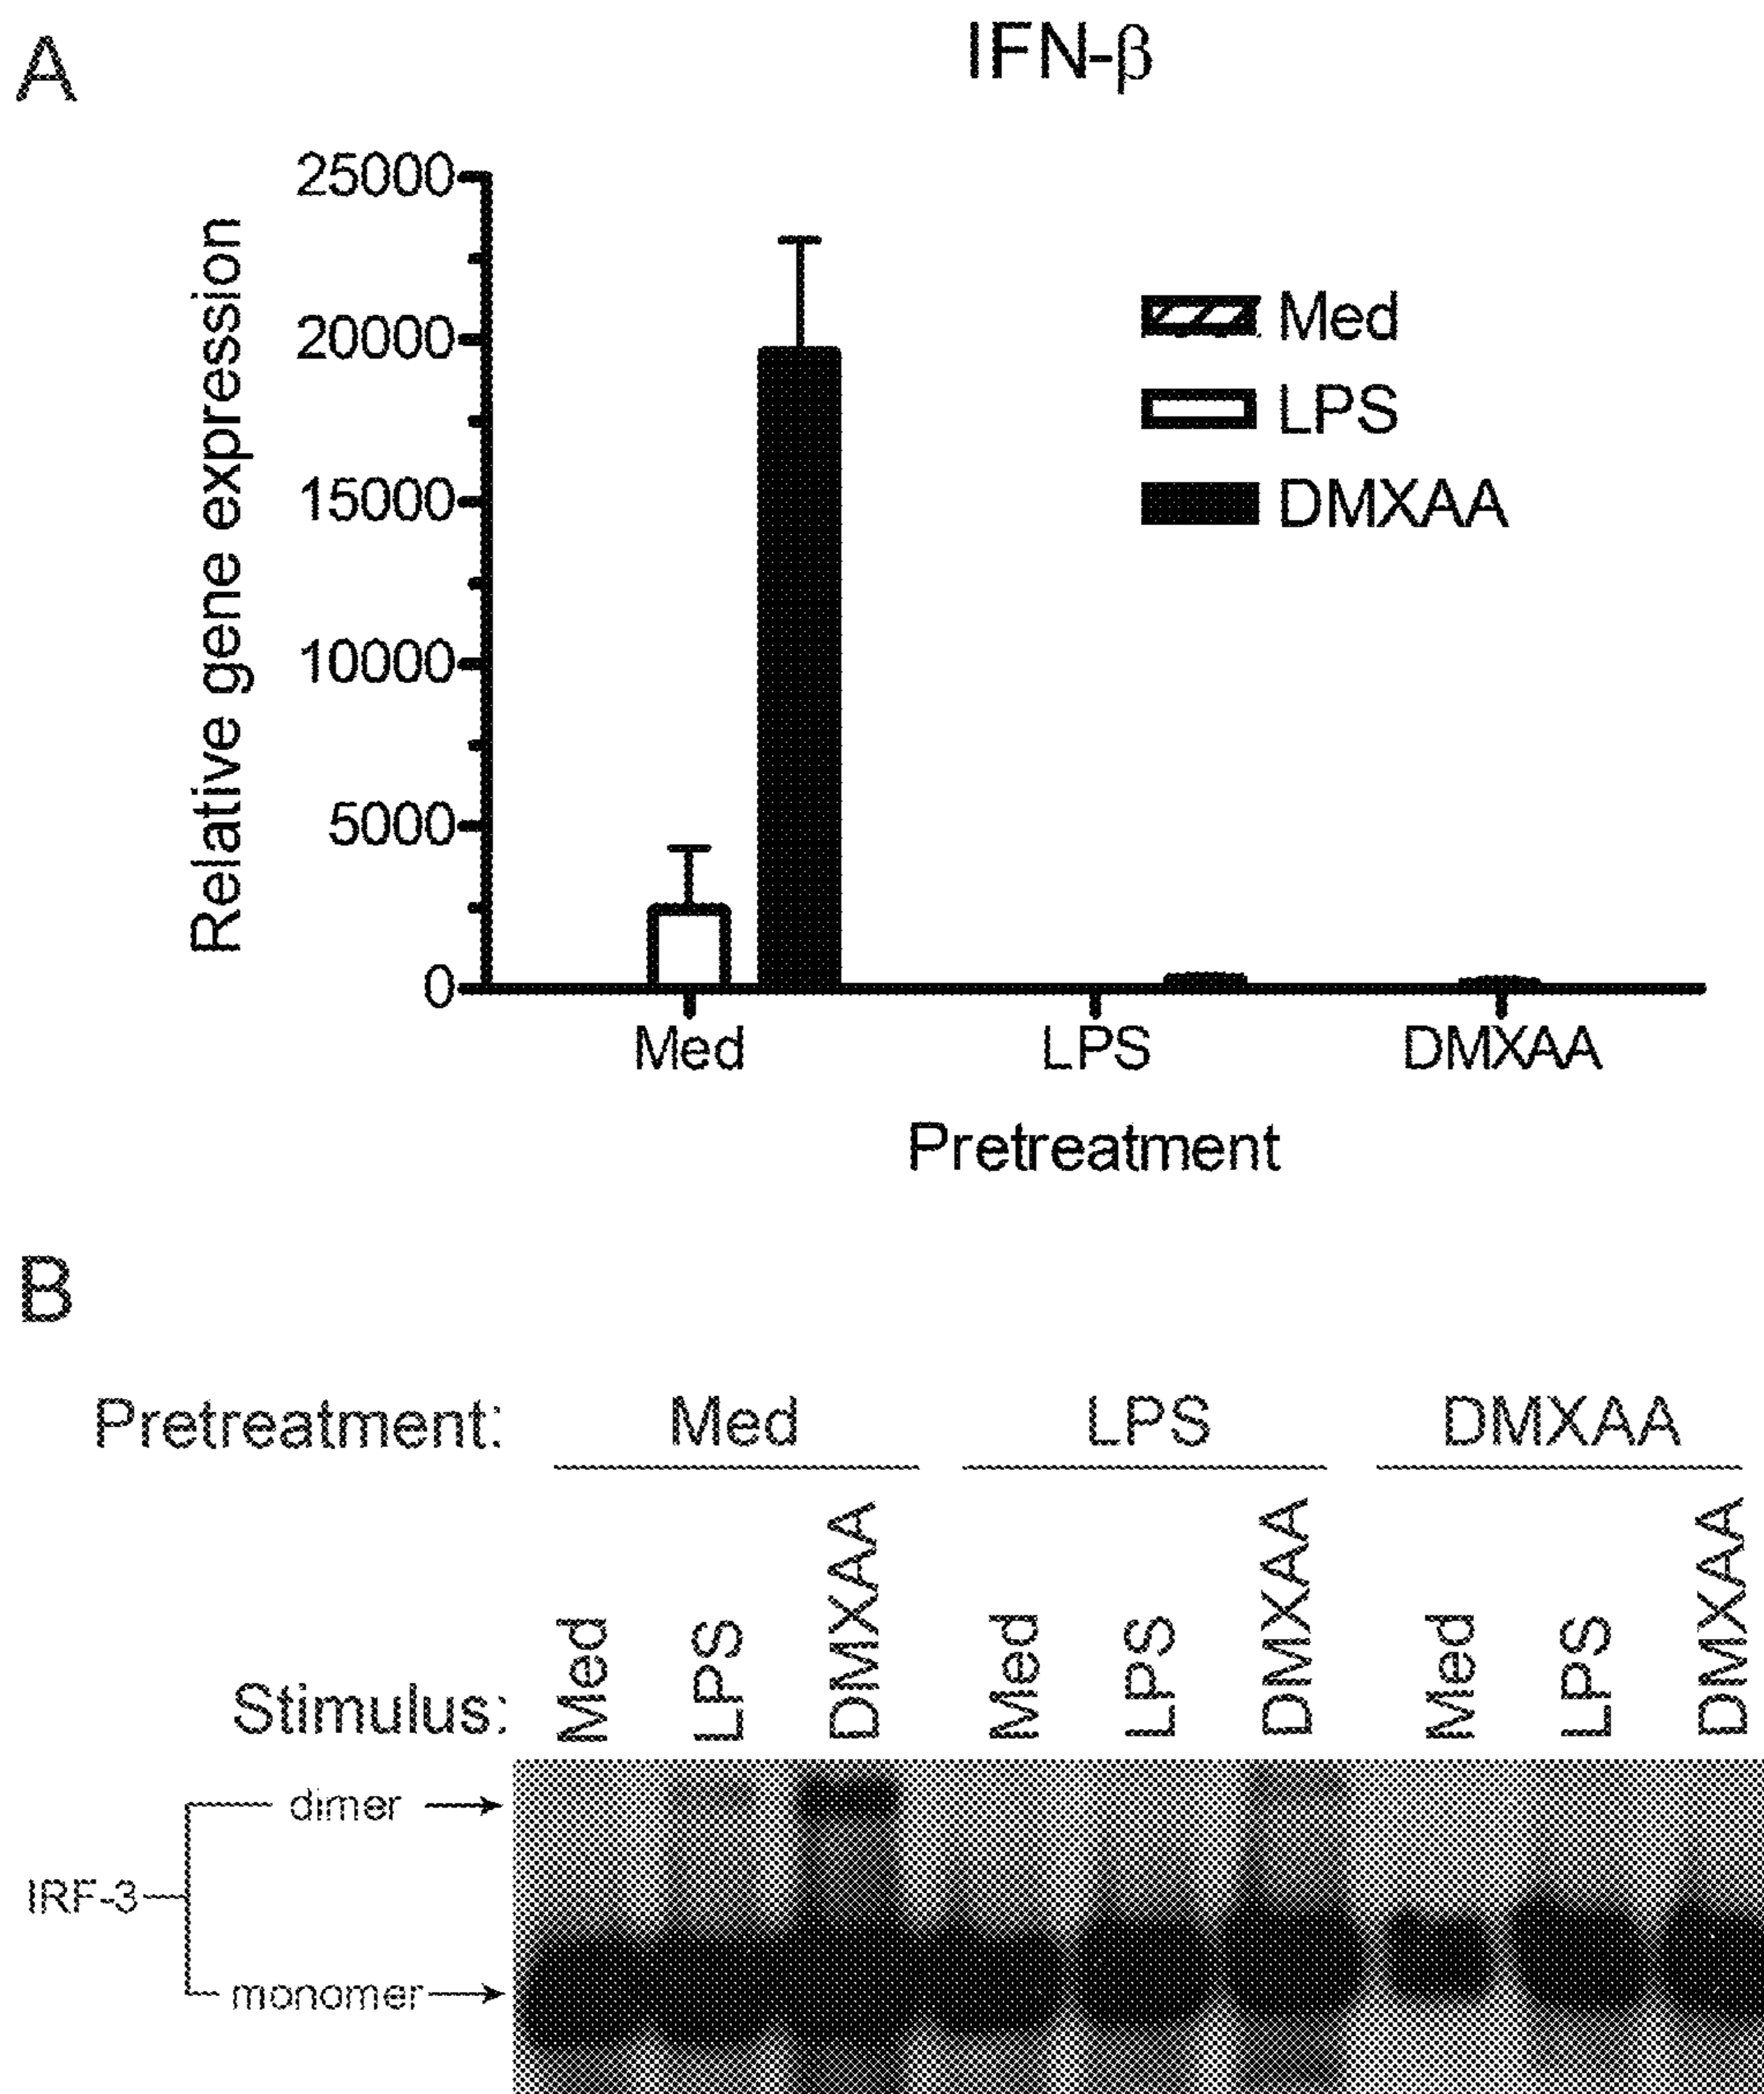 A
IFN-β
Relative gene expression
25000
20000
15000
10000
5000
0
Med
LPS
DMXAA
Med LPS DMXAA
Pretreatment
B
Pretreatment: Med LPS DMXAA
Stimulus: Med LPS DMXAA Med LPS DMXAA Med LPS DMXAA
dimer
IRF-3
monomer